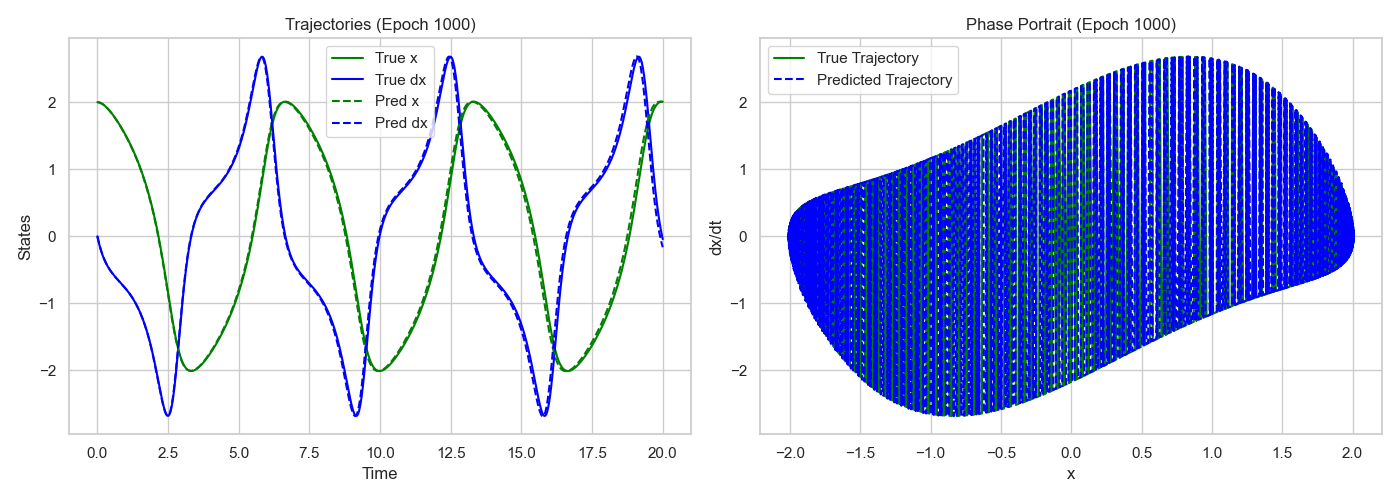 Trajectories (Epoch 1000)
True x
True dx
Pred x
Pred dx
States
2
1
0
−1
−2
0.0 2.5 5.0 7.5 10.0 12.5 15.0 17.5 20.0
Time
Phase Portrait (Epoch 1000)
True Trajectory
Predicted Trajectory
dx/dt
2
1
0
−1
−2
−2.0 −1.5 −1.0 −0.5 0.0 0.5 1.0 1.5 2.0
x